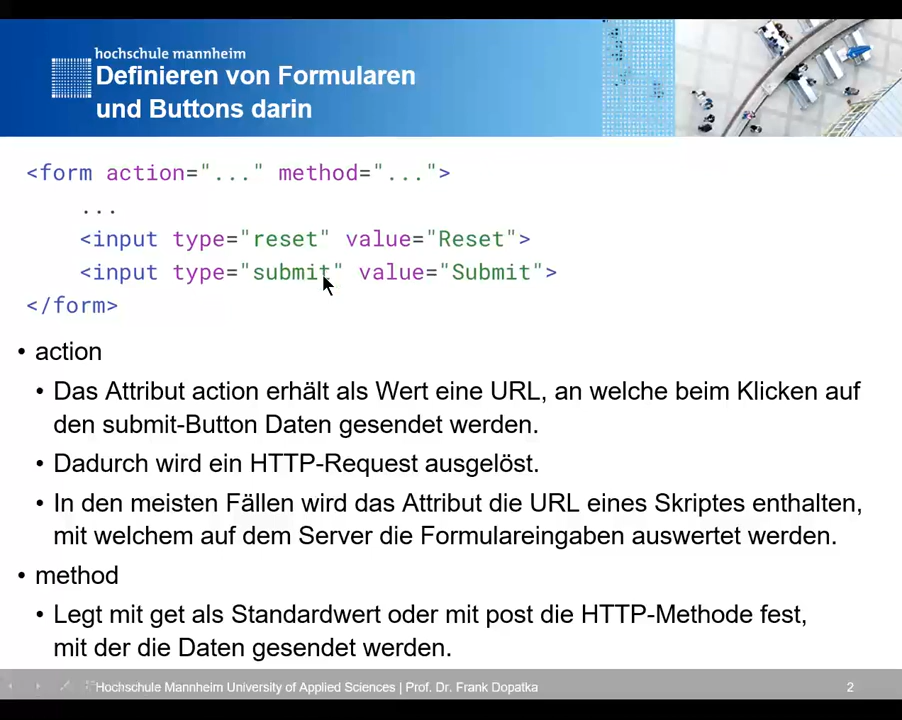 hochschule mannheim
Definieren von Formularen
und Buttons darin
<form action="..." method="...">
...
<input type="reset" value="Reset">
<input type="submit" value="Submit">
</form>
• action
• Das Attribut action erhält als Wert eine URL, an welche beim Klicken auf
den submit-Button Daten gesendet werden.
• Dadurch wird ein HTTP-Request ausgelöst.
• In den meisten Fällen wird das Attribut die URL eines Skriptes enthalten,
mit welchem auf dem Server die Formulareingaben auswertet werden.
• method
• Legt mit get als Standardwert oder mit post die HTTP-Methode fest,
mit der die Daten gesendet werden.
Hochschule Mannheim University of Applied Sciences | Prof. Dr. Frank Dopatka
2